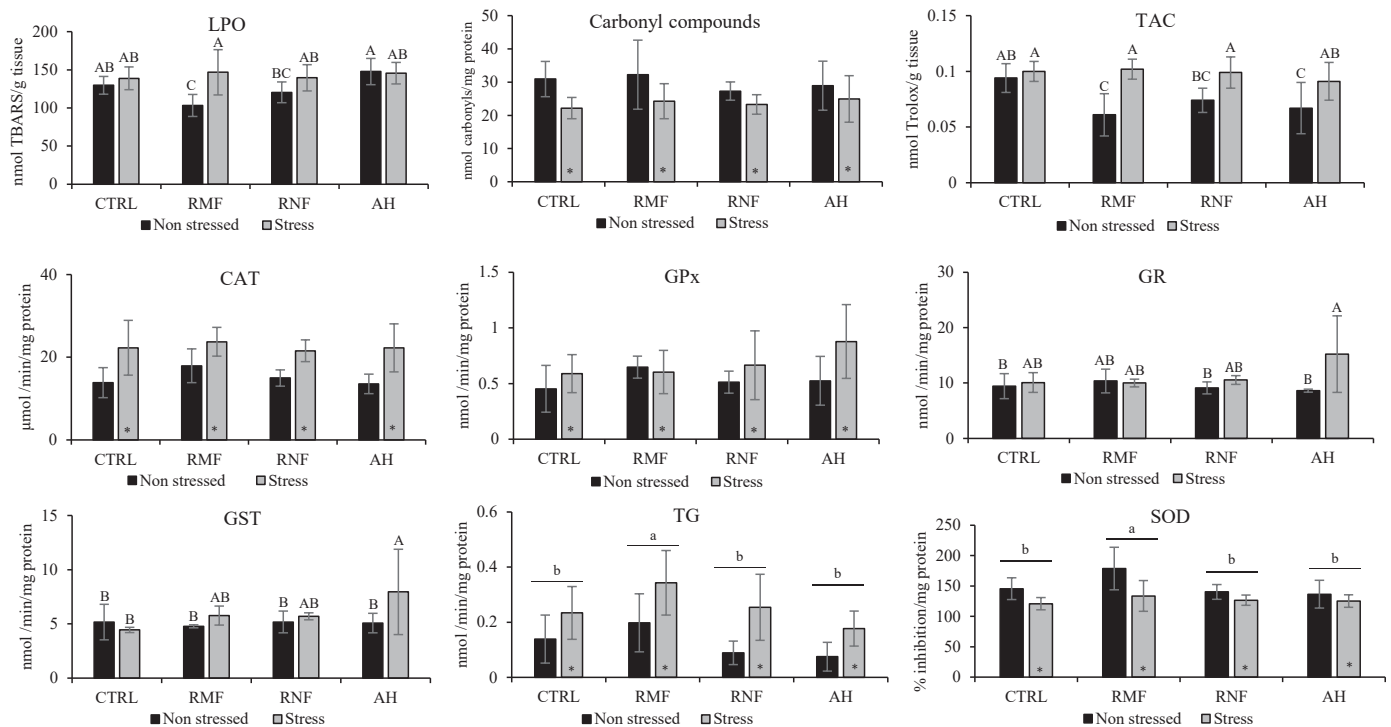 LPO
nmol TBARS/g tissue
200
150
100
50
0
AB AB C A BC AB A AB
CTRL RMF RNF AH
Non stressed Stress
Carbonyl compounds
nmol carbonyls/mg protein
50
40
30
20
10
0
* * * *
CTRL RMF RNF AH
Non stressed Stress
TAC
nmol Trolox/g tissue
0.15
0.1
0.05
0
AB A C A BC A C AB
CTRL RMF RNF AH
Non stressed Stress
CAT
µmol /min/mg protein
40
20
0
* * * *
CTRL RMF RNF AH
Non stressed Stress
GPx
nmol /min/mg protein
1.5
1
0.5
0
* * * *
CTRL RMF RNF AH
Non stressed Stress
GR
nmol /min/mg protein
30
20
10
0
B AB AB AB B AB B A
CTRL RMF RNF AH
Non stressed Stress
GST
nmol /min/mg protein
15
10
5
0
B B B AB B AB B A
CTRL RMF RNF AH
Non stressed Stress
TG
nmol /min/mg protein
0.6
0.4
0.2
0
b a b b
* * * *
CTRL RMF RNF AH
Non stressed Stress
SOD
% inhibition/mg protein
250
200
150
100
50
0
b a b b
* * * *
CTRL RMF RNF AH
Non stressed Stress